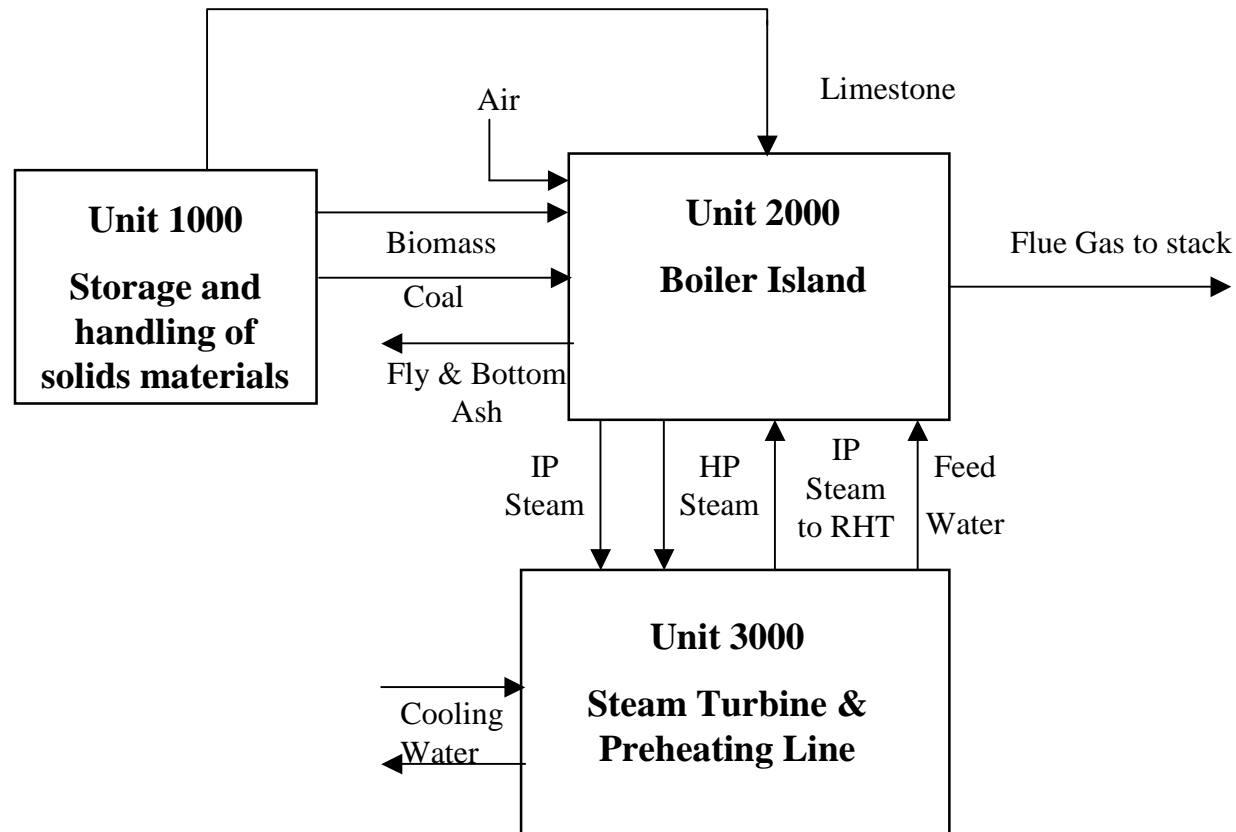 Limestone
Air
Unit 1000
Storage and
handling of
solids materials
Biomass
Coal
Fly & Bottom
Ash
Unit 2000
Boiler Island
Flue Gas to stack
IP
Steam
HP
Steam
IP
Steam
to RHT
Feed
Water
Unit 3000
Steam Turbine &
Preheating Line
Cooling
Water